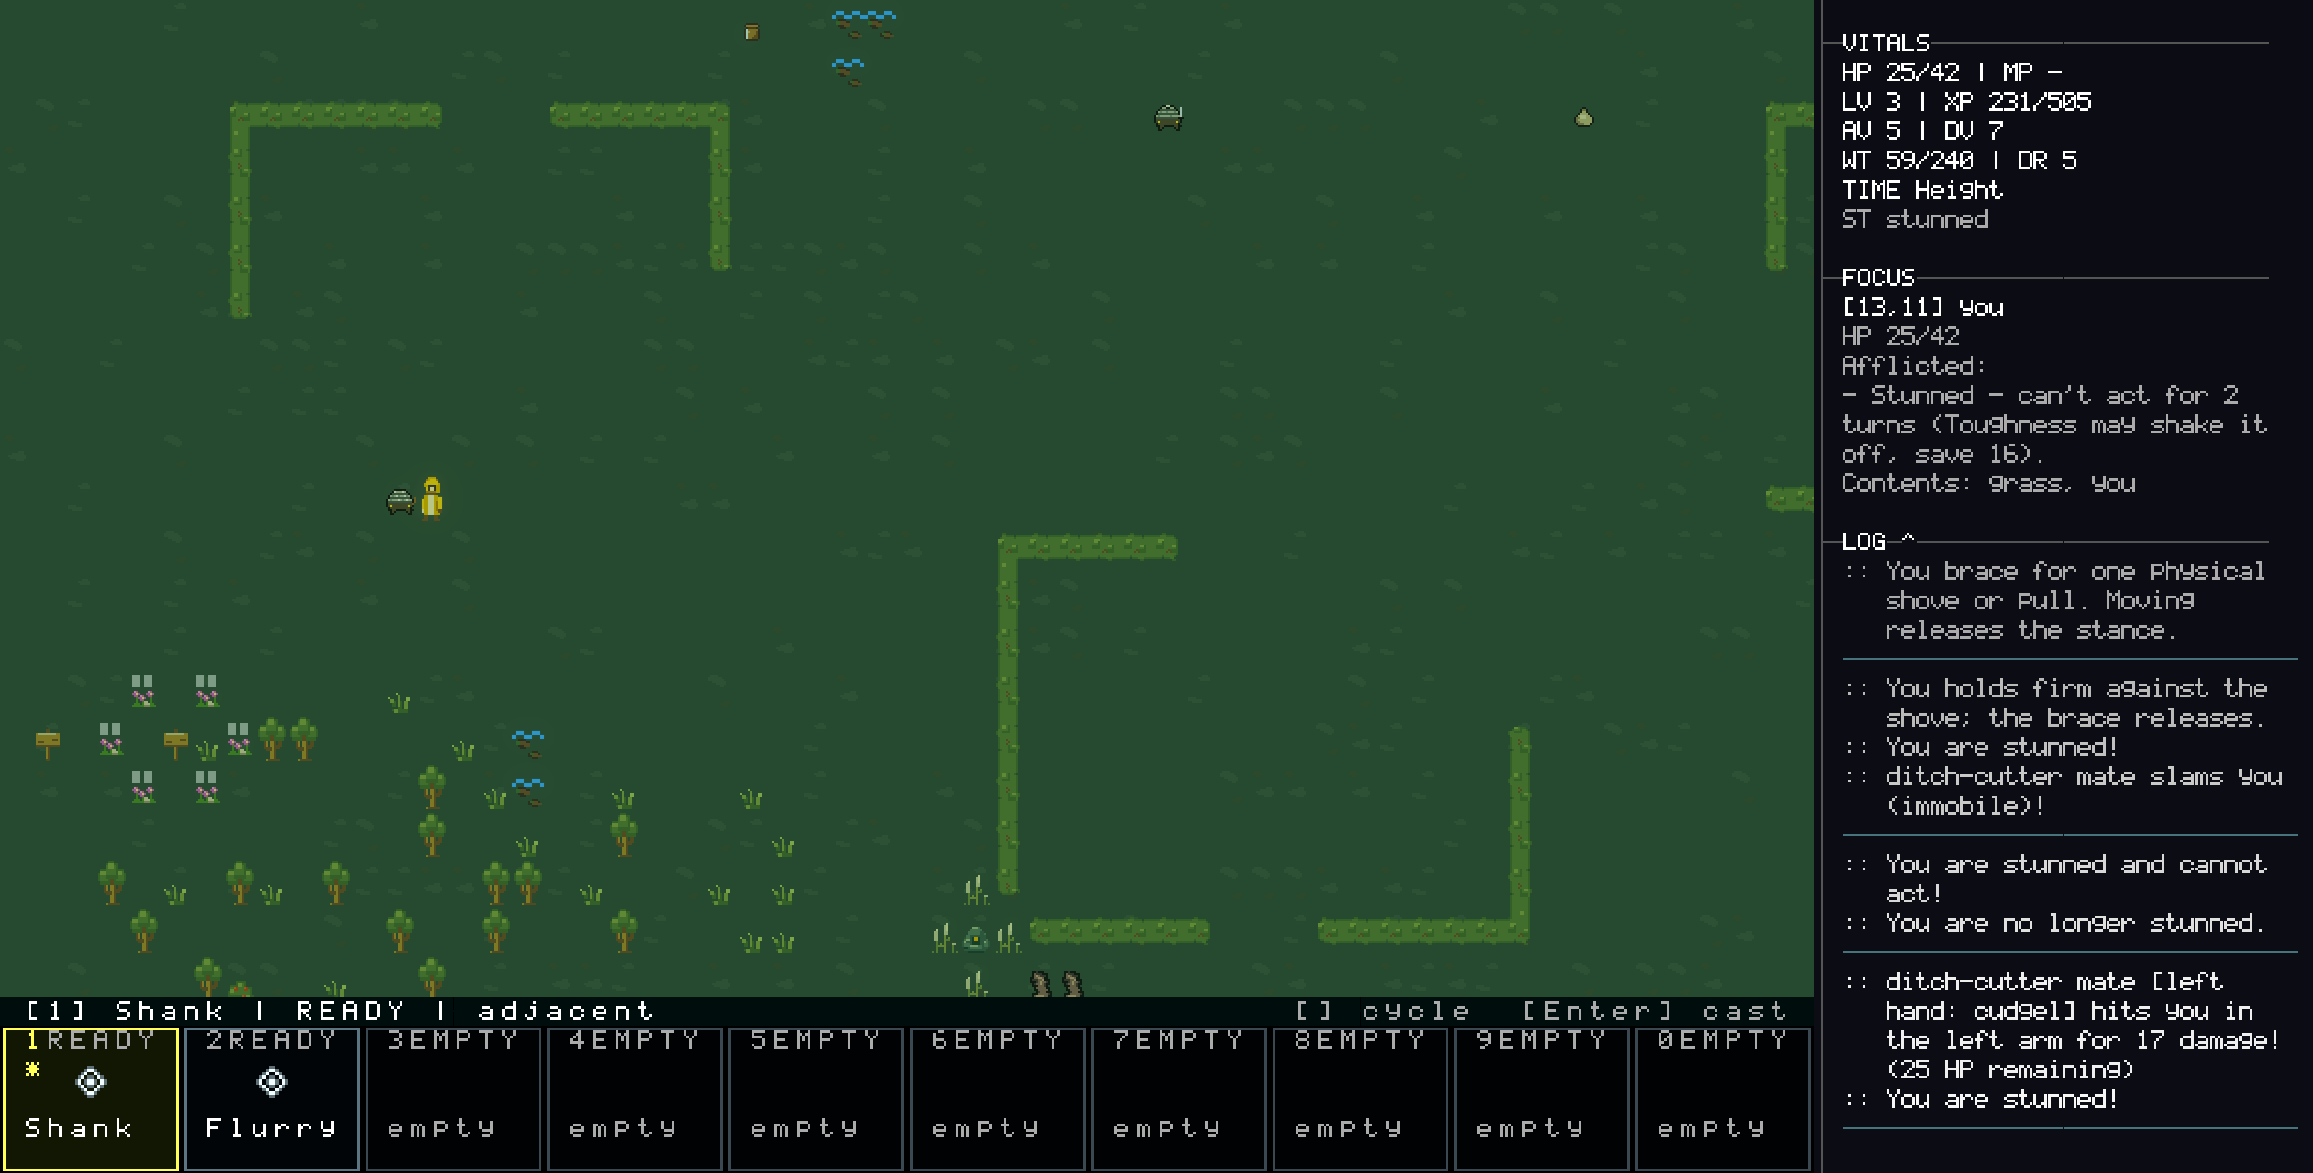 VITALS
HP 25/42 | MP -
LV 3 | XP 231/505
AV 5 | DV 7
WT 59/240 | DR 5
TIME Height
ST stunned
FOCUS
[13,11] You
HP 25/42
Afflicted:
- Stunned - can't act for 2
turns (Toughness may shake it
off, save 16).
Contents: grass, you
LOG ^
:: You brace for one physical
shove or pull. Moving
releases the stance.
:: You holds firm against the
shove; the brace releases.
:: You are stunned!
:: ditch-cutter mate slams you
(immobile)!
:: You are stunned and cannot
act!
:: You are no longer stunned.
:: ditch-cutter mate [left
hand: cudgel] hits you in
the left arm for 17 damage!
(25 HP remaining)
:: You are stunned!
[1] Shank | READY | adjacent
[] cycle [Enter] cast
1READY
* Shank
2READY
Flurry
3EMPTY
empty
4EMPTY
empty
5EMPTY
empty
6EMPTY
empty
7EMPTY
empty
8EMPTY
empty
9EMPTY
empty
0EMPTY
empty